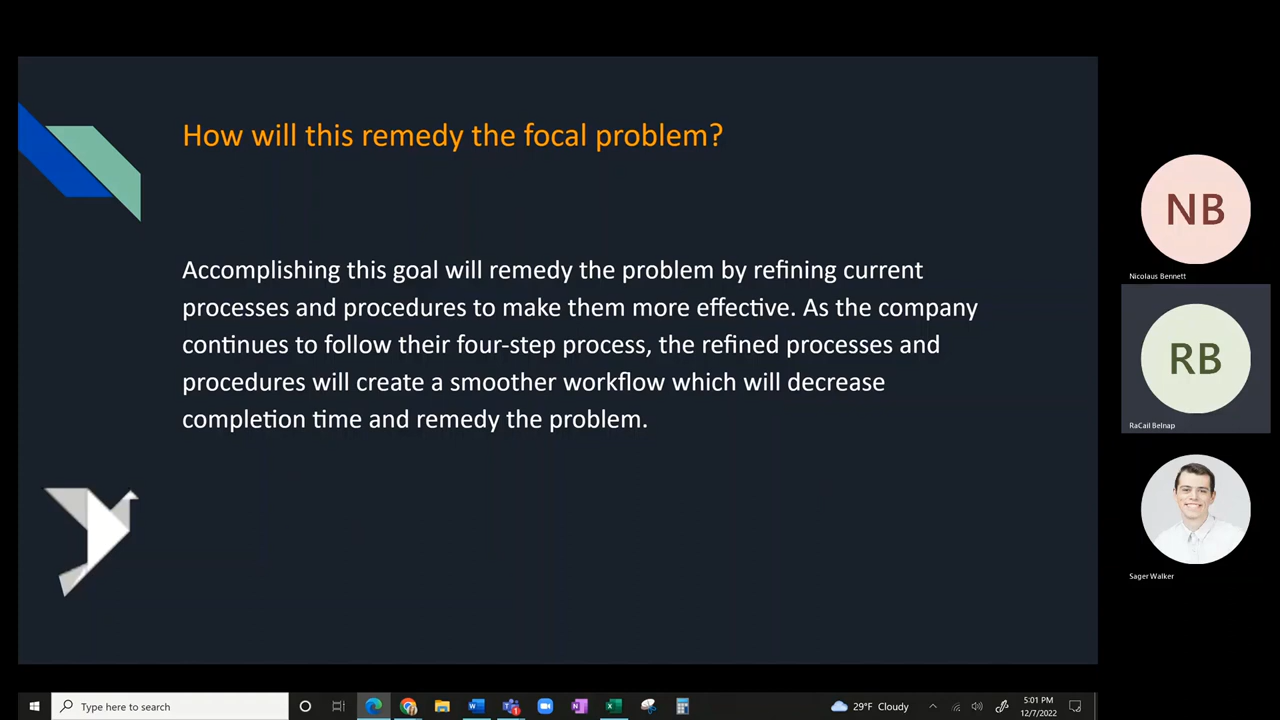 How will this remedy the focal problem?
Accomplishing this goal will remedy the problem by refining current
processes and procedures to make them more effective. As the company
continues to follow their four-step process, the refined processes and
procedures will create a smoother workflow which will decrease
completion time and remedy the problem.
NB
Nicolaus Bennett
RB
RaCail Belnap
Sager Walker
Type here to search
29°F Cloudy
5:01 PM
12/7/2022